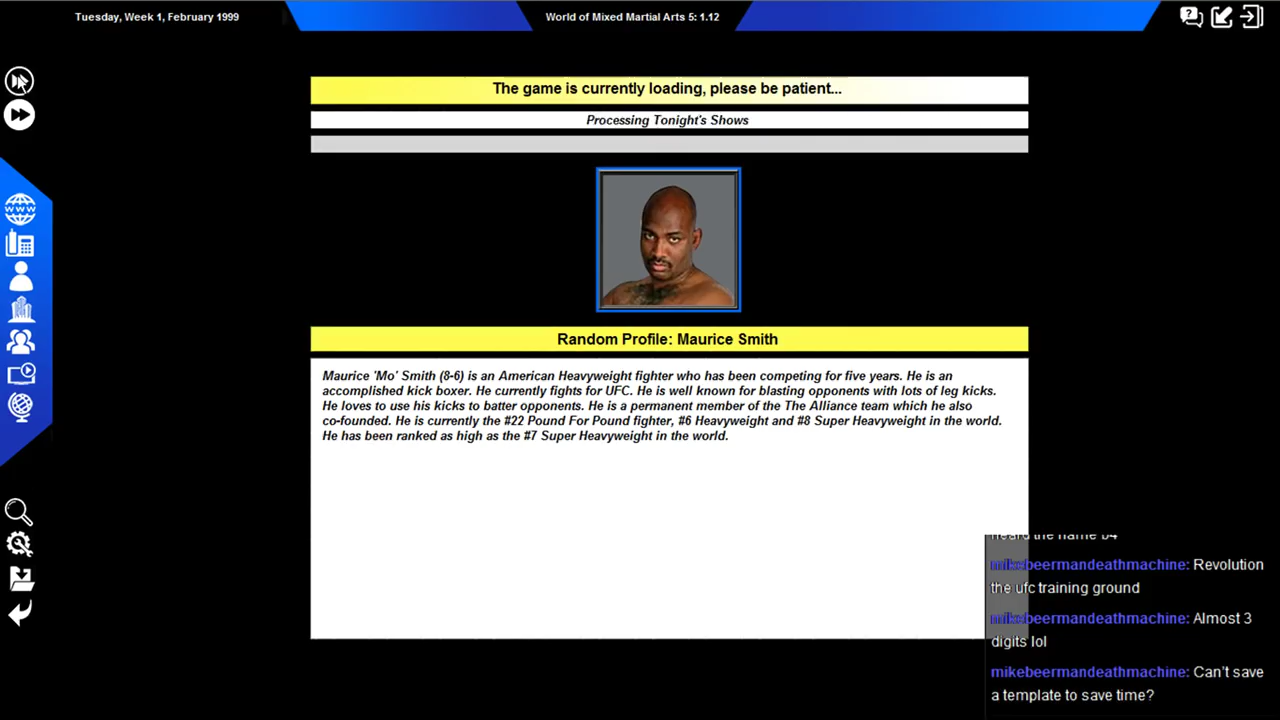 Tuesday, Week 1, February 1999
World of Mixed Martial Arts 5: 1.12
The game is currently loading, please be patient...
Processing Tonight's Shows
Random Profile: Maurice Smith
Maurice 'Mo' Smith (8-6) is an American Heavyweight fighter who has been competing for five years. He is an
accomplished kick boxer. He currently fights for UFC. He is well known for blasting opponents with lots of leg kicks.
He loves to use his kicks to batter opponents. He is a permanent member of the The Alliance team which he also
co-founded. He is currently the #22 Pound For Pound fighter, #6 Heavyweight and #8 Super Heavyweight in the world.
He has been ranked as high as the #7 Super Heavyweight in the world.
heard the name b4
mikebeermandeathmachine: Revolution
the ufc training ground
mikebeermandeathmachine: Almost 3
digits lol
mikebeermandeathmachine: Can't save
a template to save time?
WWW